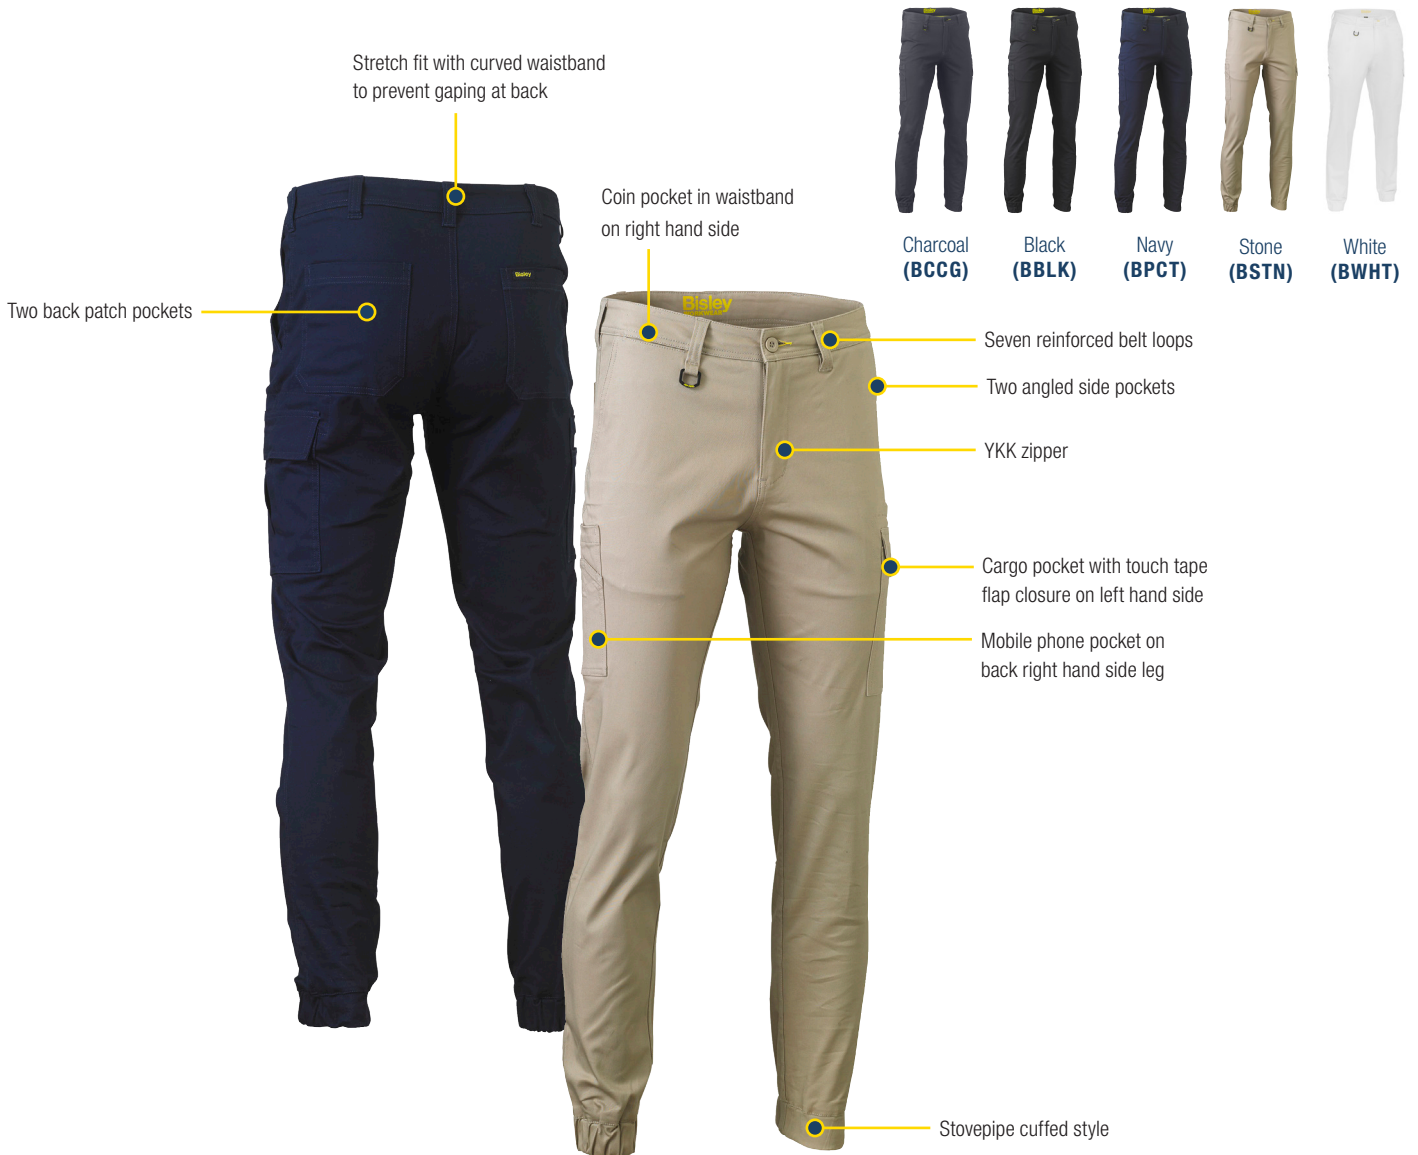 Stretch fit with curved waistband
to prevent gaping at back
Coin pocket in waistband
on right hand side
Two back patch pockets
Bisley
Bisley
Charcoal
(BCCG)
Black
(BBLK)
Navy
(BPCT)
Stone
(BSTN)
White
(BWHT)
Seven reinforced belt loops
Two angled side pockets
YKK zipper
Cargo pocket with touch tape
flap closure on left hand side
Mobile phone pocket on
back right hand side leg
Stovepipe cuffed style